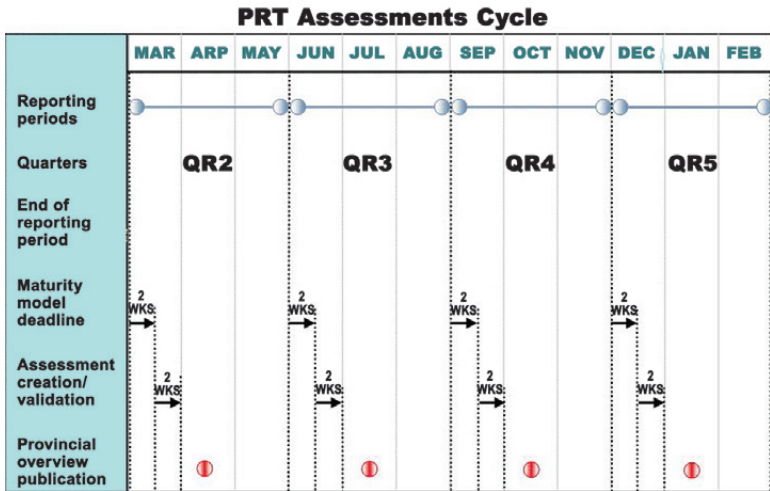 PRT Assessments Cycle
MAR ARP MAY JUN JUL AUG SEP OCT NOV DEC JAN FEB
Reporting
periods
Quarters QR2 QR3 QR4 QR5
End of
reporting
period
Maturity
model
deadline
2 2 2 2
WKS WKS WKS WKS
Assessment
creation/
validation
2 2 2 2
WKS WKS WKS WKS
Provincial
overview
publication